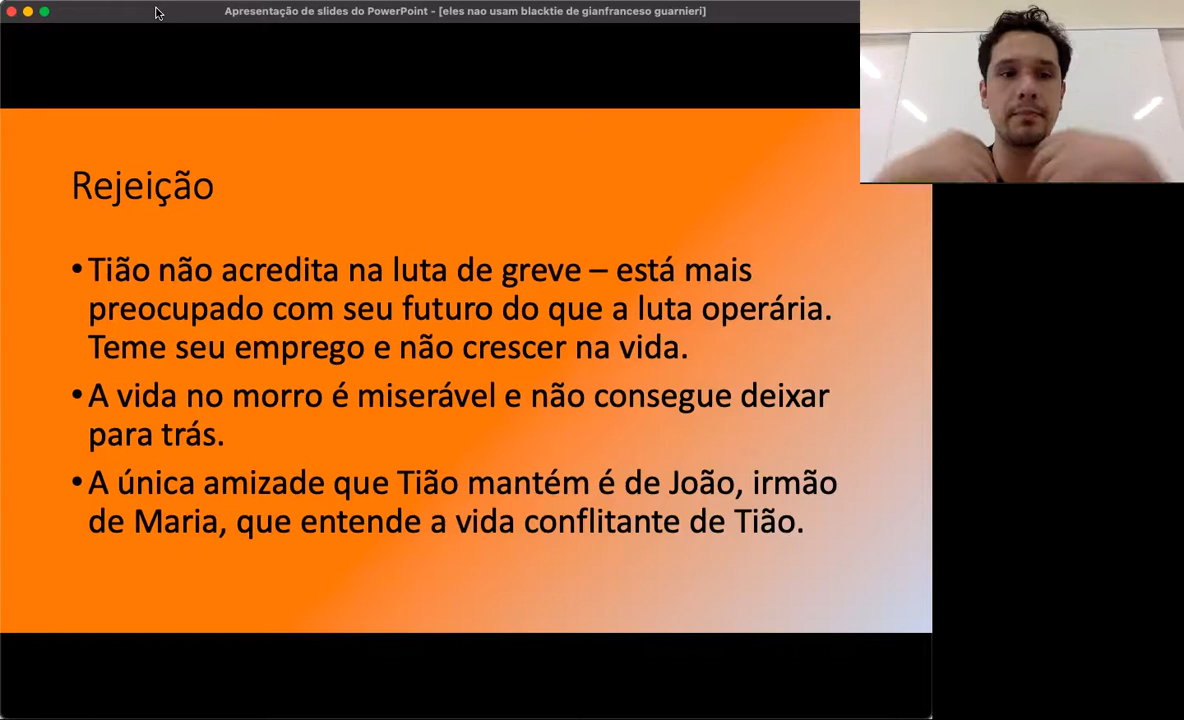 Apresentação de slides do PowerPoint - [eles nao usam blacktie de gianfranceso guarnieri]
Rejeição
• Tião não acredita na luta de greve – está mais
preocupado com seu futuro do que a luta operária.
Teme seu emprego e não crescer na vida.
• A vida no morro é miserável e não consegue deixar
para trás.
• A única amizade que Tião mantém é de João, irmão
de Maria, que entende a vida conflitante de Tião.